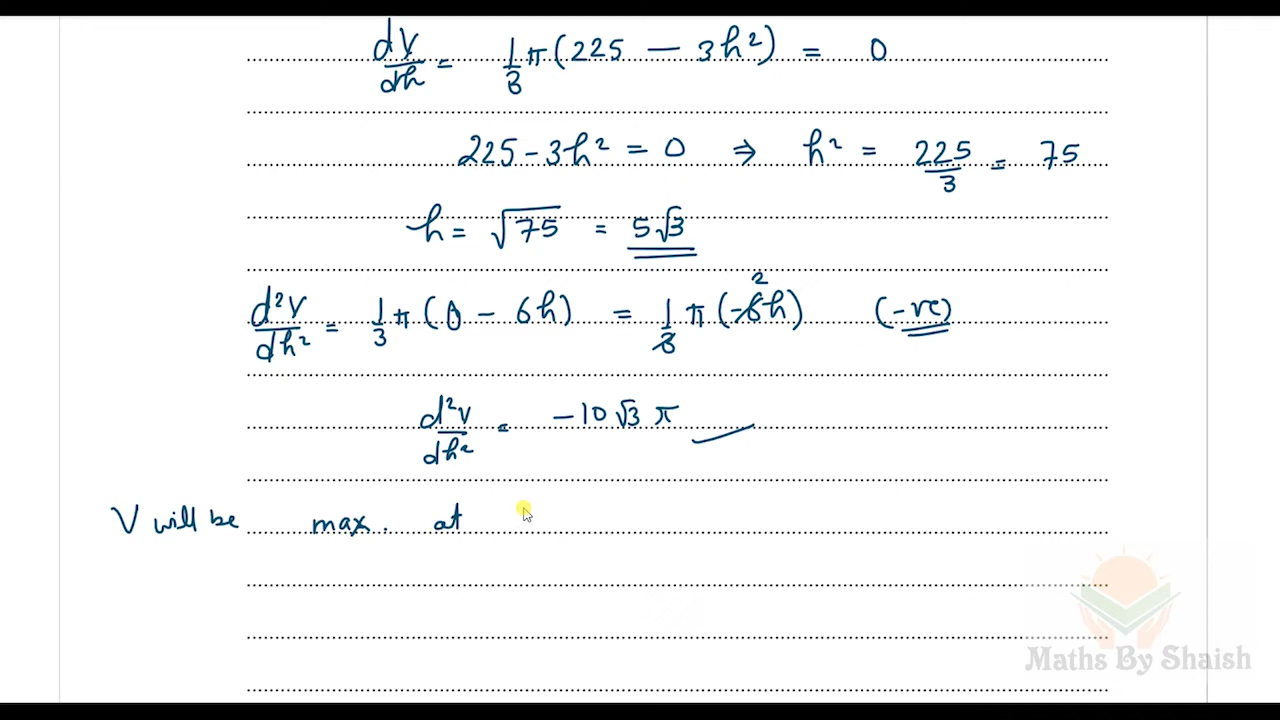 dV/dh = 1/3 π(225 − 3h²) = 0
225 − 3h² = 0 ⇒ h² = 225/3 = 75
h = √75 = 5√3
d²V/dh² = 1/3 π(0 − 6h) = 1/3 π(−6h) 2 (−ve)
d²V/dh² = −10√3 π
V will be max. at
Maths By Shaish